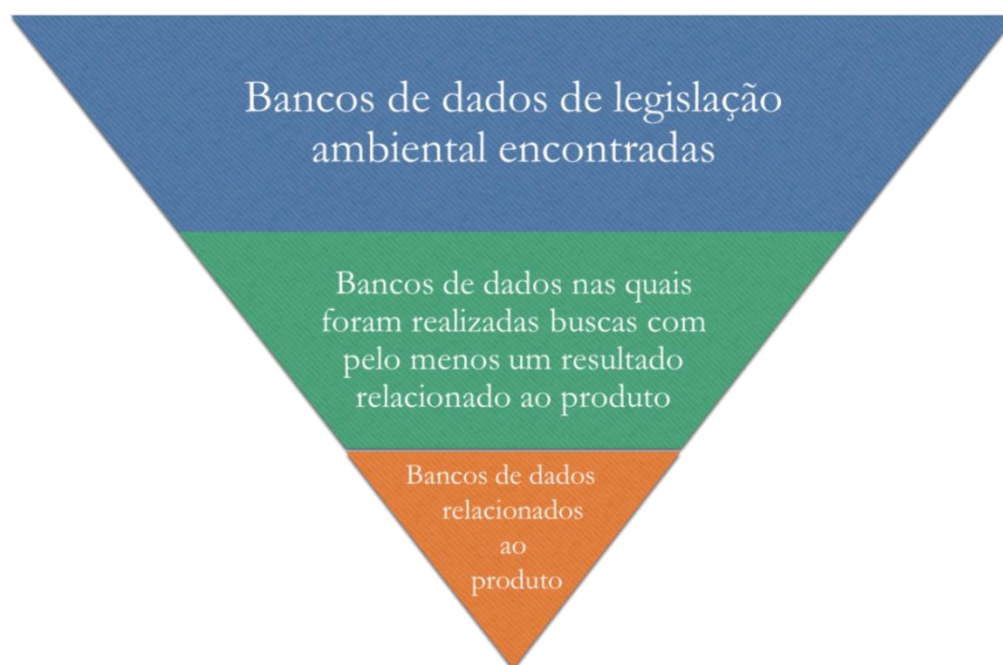 Bancos de dados de legislação
ambiental encontradas
Bancos de dados nas quais
foram realizadas buscas com
pelo menos um resultado
relacionado ao produto
Bancos de dados
relacionados
ao
produto